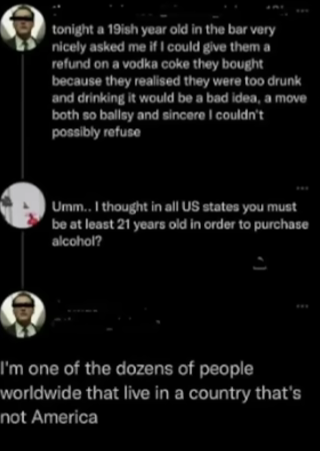 tonight a 19ish year old in the bar very
nicely asked me if I could give them a
refund on a vodka coke they bought
because they realised they were too drunk
and drinking it would be a bad idea, a move
both so ballsy and sincere I couldn't
possibly refuse
Umm.. I thought in all US states you must
be at least 21 years old in order to purchase
alcohol?
I'm one of the dozens of people
worldwide that live in a country that's
not America